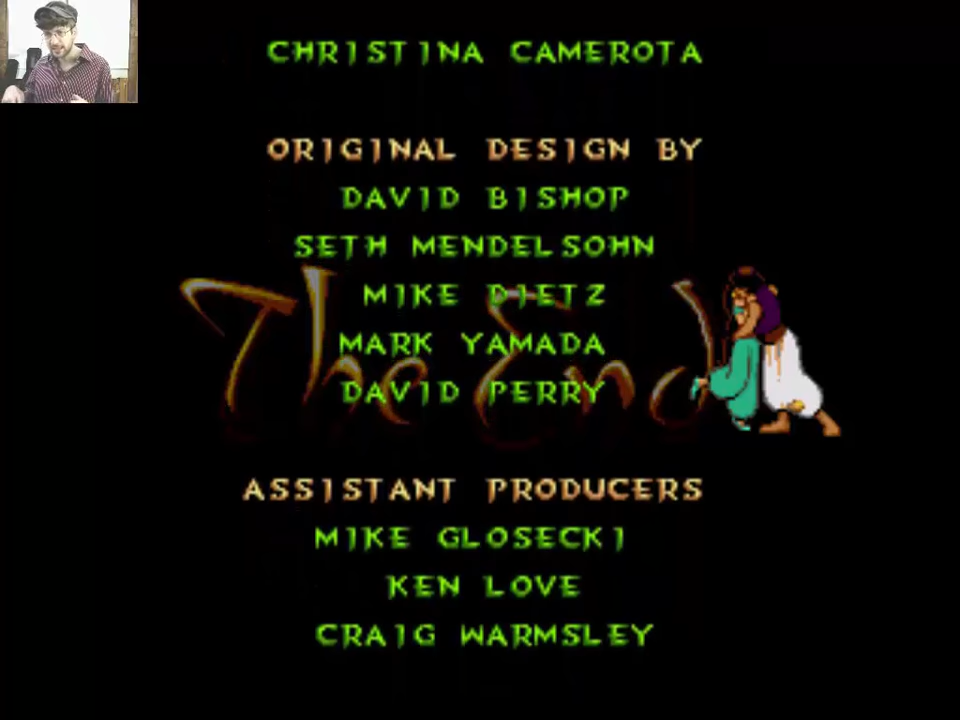 CHRISTINA CAMEROTA
ORIGINAL DESIGN BY
DAVID BISHOP
SETH MENDELSOHN
MIKE DIETZ
MARK YAMADA
DAVID PERRY
The End
ASSISTANT PRODUCERS
MIKE GLOSECKI
KEN LOVE
CRAIG WARMSLEY